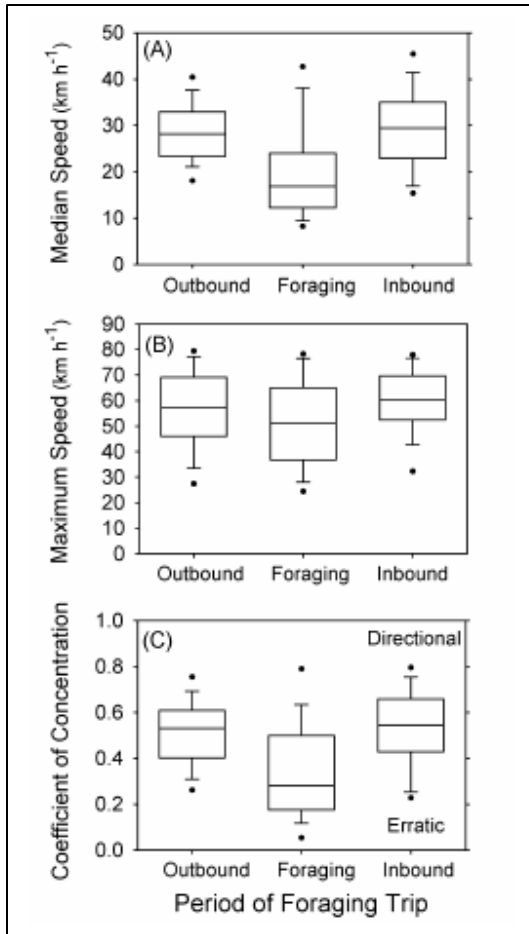 (A)
Median Speed (km h⁻¹)
50
40
30
20
10
0
Outbound Foraging Inbound
(B)
Maximum Speed (km h⁻¹)
90
80
70
60
50
40
30
20
10
0
Outbound Foraging Inbound
(C)
Coefficient of Concentration
1.0
0.8
0.6
0.4
0.2
0.0
Directional
Erratic
Outbound Foraging Inbound
Period of Foraging Trip